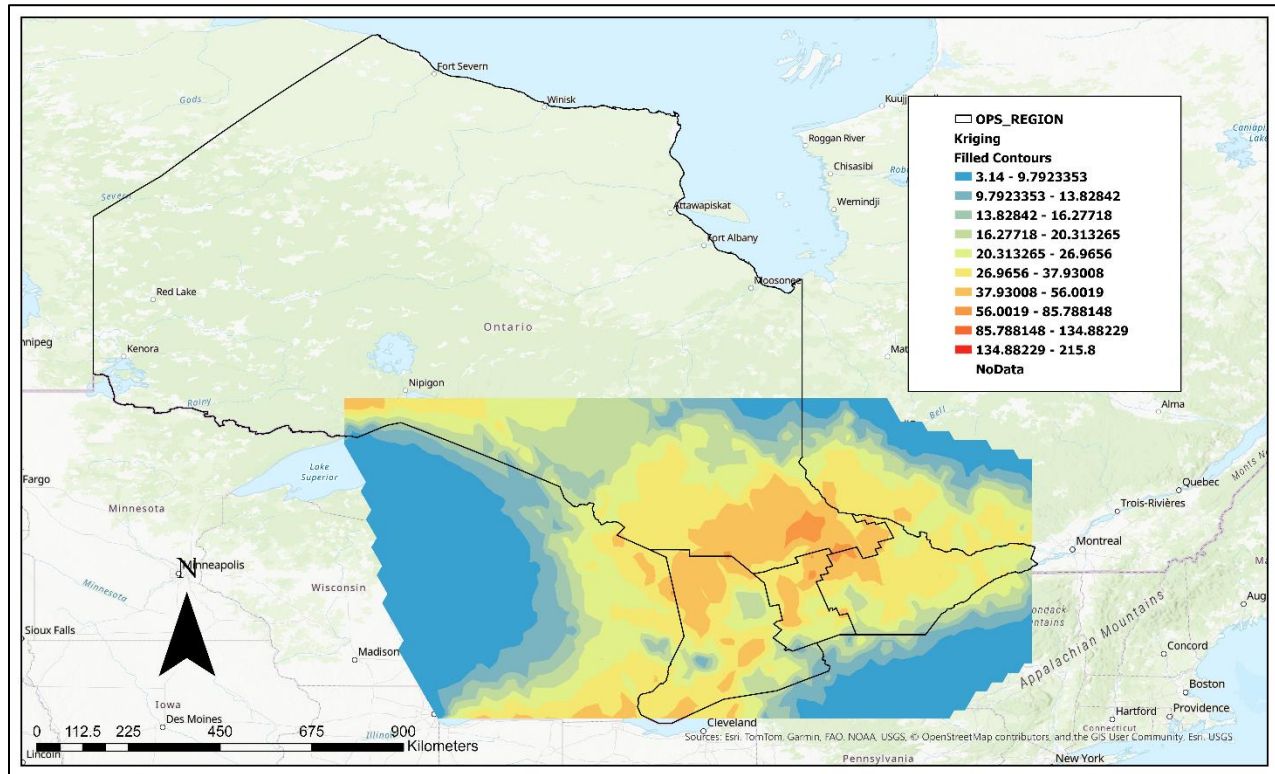 Fort Severn
Gods
Winisk
Kuujj
Roggan River
Chisasibi
Severn
Wemindji
Attawapiskat
Fort Albany
Moosonee
Red Lake
Ontario
nnipeg
Kenora
Nipigon
Rainy
Lake
Superior
Fargo
Minnesota
Minneapolis
N
Minnesota
Wisconsin
Sioux Falls
Madison
Iowa
Des Moines
Illinois
Lincoln
Cleveland
Pennsylvania
New York
Bell
Alma
Quebec
Trois-Rivières
Montreal
Appalachian Mountains
Concord
Boston
Hartford
Providence
Connecticut
OPS_REGION
Kriging
Filled Contours
3.14 - 9.7923353
9.7923353 - 13.82842
13.82842 - 16.27718
16.27718 - 20.313265
20.313265 - 26.9656
26.9656 - 37.93008
37.93008 - 56.0019
56.0019 - 85.788148
85.788148 - 134.88229
134.88229 - 215.8
NoData
0 112.5 225 450 675 900
Kilometers
Sources: Esri, TomTom, Garmin, FAO, NOAA, USGS, © OpenStreetMap contributors, and the GIS User Community, Esri, USGS